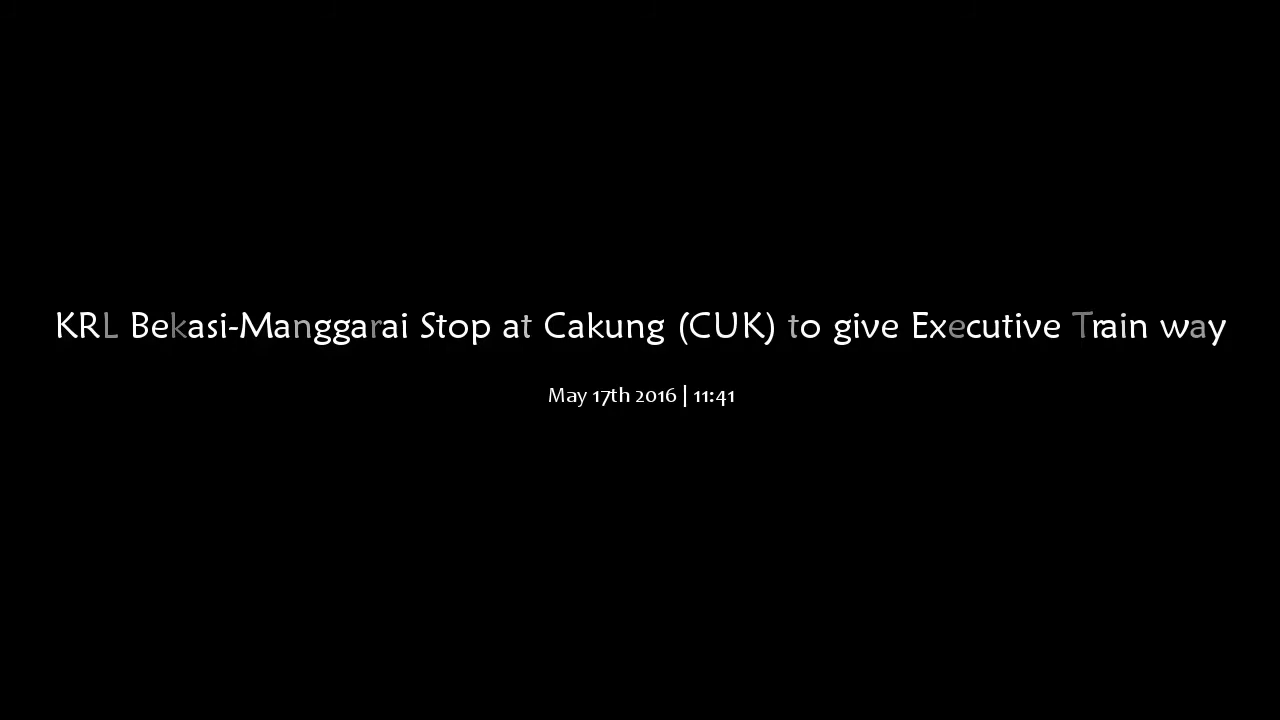 KRL Bekasi-Manggarai Stop at Cakung (CUK) to give Executive Train way
May 17th 2016 | 11:41